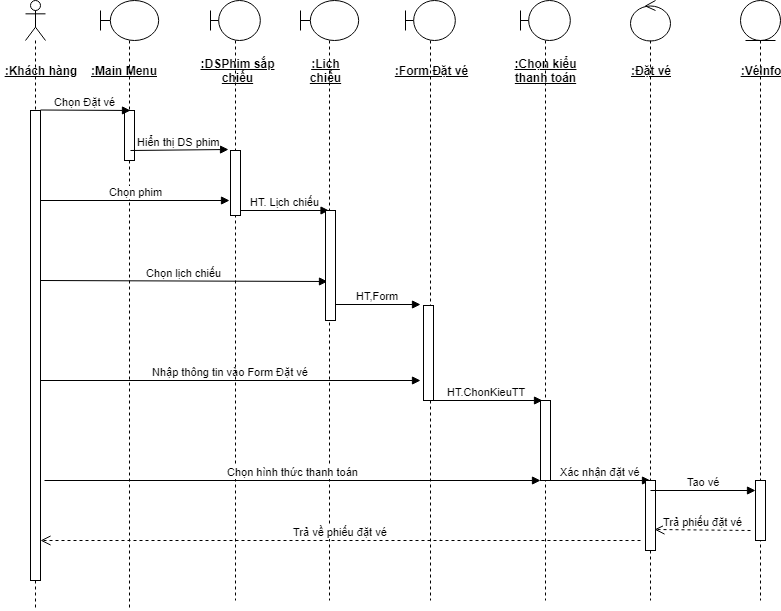 :Khách hàng
:Main Menu
:DSPhim sắp
chiếu
:Lịch
chiếu
:Form Đặt vé
:Chọn kiểu
thanh toán
:Đặt vé
:VéInfo
Chọn Đặt vé
Hiển thị DS phim
Chọn phim
HT. Lịch chiếu
Chọn lịch chiếu
HT,Form
Nhập thông tin vào Form Đặt vé
HT.ChonKieuTT
Chọn hình thức thanh toán
Xác nhận đặt vé
Tao vé
Trả phiếu đặt vé
Trả về phiếu đặt vé